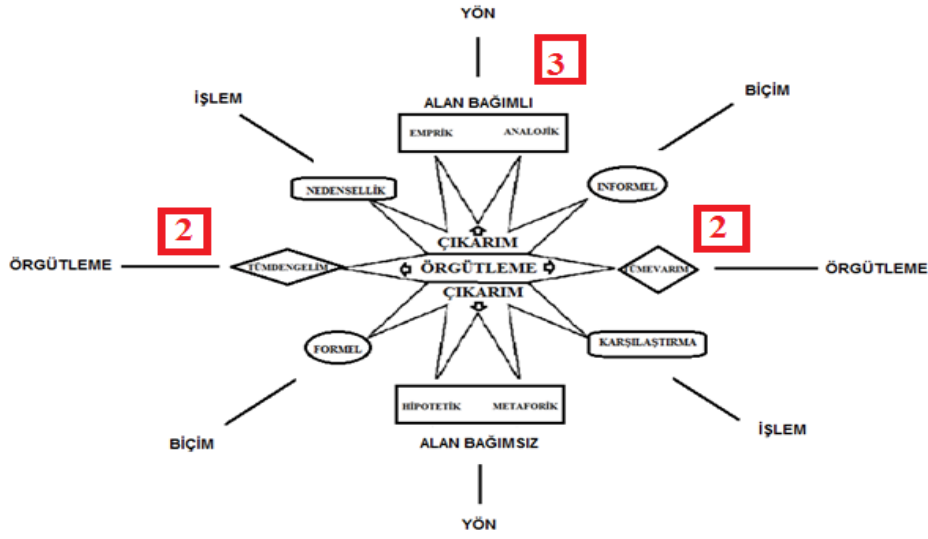 YÖN
3
İŞLEM
BİÇİM
ALAN BAĞIMLI
EMPRİK ANALOJİK
NEDENSELLİK
INFORMEL
2
2
ÇIKARIM
ÖRGÜTLEME
TÜMDENGELİM
ÖRGÜTLEME
TÜMEVARIM
ÖRGÜTLEME
ÇIKARIM
FORMEL
KARŞILAŞTIRMA
HİPOTETİK METAFORİK
BİÇİM
ALAN BAĞIMSIZ
İŞLEM
YÖN